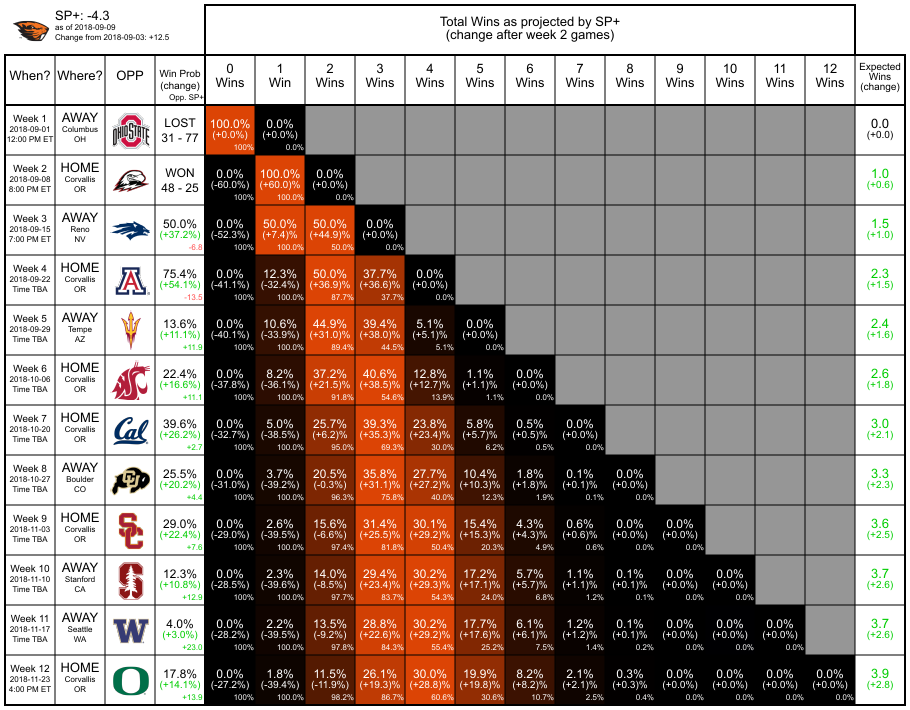 SP+: -4.3
as of 2018-09-09
Change from 2018-09-03: +12.5
Total Wins as projected by SP+
(change after week 2 games)
When? Where? OPP Win Prob (change) Opp. SP+ 0 Wins 1 Win 2 Wins 3 Wins 4 Wins 5 Wins 6 Wins 7 Wins 8 Wins 9 Wins 10 Wins 11 Wins 12 Wins Expected Wins (change)
Week 1 AWAY LOST 100.0% 0.0% 0.0
2018-09-01 Columbus OHIO STATE 31 - 77 (+0.0%) (+0.0%) (+0.0)
12:00 PM ET OH 100% 0.0%
Week 2 HOME WON 0.0% 100.0% 0.0% 1.0
2018-09-08 Corvallis 48 - 25 (-60.0%) (+60.0)% (+0.0%) (+0.6)
8:00 PM ET OR 100% 100.0% 0.0%
Week 3 AWAY 50.0% 0.0% 50.0% 50.0% 0.0% 1.5
2018-09-15 Reno (+37.2%) (-52.3%) (+7.4)% (+44.9%) (+0.0%) (+1.0)
7:00 PM ET NV -6.8 100% 100.0% 50.0% 0.0%
Week 4 HOME A 75.4% 0.0% 12.3% 50.0% 37.7% 0.0% 2.3
2018-09-22 Corvallis (+54.1%) (-41.1%) (-32.4%) (+36.9%) (+36.6%) (+0.0%) (+1.5)
Time TBA OR -13.5 100% 100.0% 87.7% 37.7% 0.0%
Week 5 AWAY 13.6% 0.0% 10.6% 44.9% 39.4% 5.1% 0.0% 2.4
2018-09-29 Tempe (+11.1%) (-40.1%) (-33.9%) (+31.0%) (+38.0%) (+5.1%) (+0.0%) (+1.6)
Time TBA AZ +11.9 100% 100.0% 89.4% 44.5% 5.1% 0.0%
Week 6 HOME 22.4% 0.0% 8.2% 37.2% 40.6% 12.8% 1.1% 0.0% 2.6
2018-10-06 Corvallis (+16.6%) (-37.8%) (-36.1%) (+21.5%) (+38.5%) (+12.7%) (+1.1%) (+0.0%) (+1.8)
Time TBA OR +11.1 100% 100.0% 91.8% 54.6% 13.9% 1.1% 0.0%
Week 7 HOME Cal 39.6% 0.0% 5.0% 25.7% 39.3% 23.8% 5.8% 0.5% 0.0% 3.0
2018-10-20 Corvallis (+26.2%) (-32.7%) (-38.5%) (+6.2%) (+35.3%) (+23.4%) (+5.7%) (+0.5%) (+0.0%) (+2.1)
Time TBA OR +2.7 100% 100.0% 95.0% 69.3% 30.0% 6.2% 0.5% 0.0%
Week 8 AWAY CU 25.5% 0.0% 3.7% 20.5% 35.8% 27.7% 10.4% 1.8% 0.1% 0.0% 3.3
2018-10-27 Boulder (+20.2%) (-31.0%) (-39.2%) (-0.3%) (+31.1%) (+27.2%) (+10.3%) (+1.8%) (+0.1%) (+0.0%) (+2.3)
Time TBA CO +4.4 100% 100.0% 96.3% 75.8% 40.0% 12.3% 1.9% 0.1% 0.0%
Week 9 HOME SC 29.0% 0.0% 2.6% 15.6% 31.4% 30.1% 15.4% 4.3% 0.6% 0.0% 0.0% 3.6
2018-11-03 Corvallis (+22.4%) (-29.0%) (-39.5%) (-6.6%) (+25.5%) (+29.2%) (+15.3%) (+4.3%) (+0.6%) (+0.0%) (+0.0%) (+2.5)
Time TBA OR +7.6 100% 100.0% 97.4% 81.8% 50.4% 20.3% 4.9% 0.6% 0.0% 0.0%
Week 10 AWAY S 12.3% 0.0% 2.3% 14.0% 29.4% 30.2% 17.2% 5.7% 1.1% 0.1% 0.0% 0.0% 3.7
2018-11-10 Stanford (+10.8%) (-28.5%) (-39.6%) (-8.5%) (+23.4%) (+29.3%) (+17.1%) (+5.7%) (+1.1%) (+0.1%) (+0.0%) (+0.0%) (+2.6)
Time TBA CA +12.9 100% 100.0% 97.7% 83.7% 54.3% 24.0% 6.8% 1.2% 0.1% 0.0% 0.0%
Week 11 AWAY W 4.0% 0.0% 2.2% 13.5% 28.8% 30.2% 17.7% 6.1% 1.2% 0.1% 0.0% 0.0% 0.0% 3.7
2018-11-17 Seattle (+3.0%) (-28.2%) (-39.5%) (-9.2%) (+22.6%) (+29.2%) (+17.6%) (+6.1%) (+1.2%) (+0.1%) (+0.0%) (+0.0%) (+0.0%) (+2.6)
Time TBA WA +23.0 100% 100.0% 97.8% 84.3% 55.4% 25.2% 7.5% 1.4% 0.2% 0.0% 0.0% 0.0%
Week 12 HOME O 17.8% 0.0% 1.8% 11.5% 26.1% 30.0% 19.9% 8.2% 2.1% 0.3% 0.0% 0.0% 0.0% 0.0% 3.9
2018-11-23 Corvallis (+14.1%) (-27.2%) (-39.4%) (-11.9%) (+19.3%) (+28.8%) (+19.8%) (+8.2%) (+2.1%) (+0.3%) (+0.0%) (+0.0%) (+0.0%) (+0.0%) (+2.8)
4:00 PM ET OR +13.9 100% 100.0% 98.2% 86.7% 60.6% 30.6% 10.7% 2.5% 0.4% 0.0% 0.0% 0.0% 0.0%